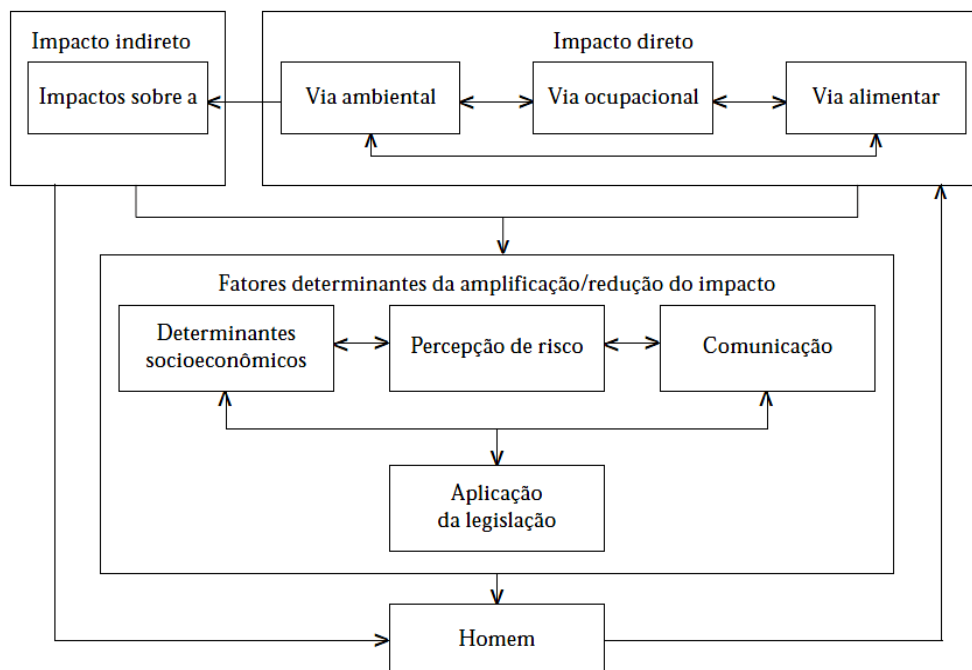 Impacto indireto
Impacto direto
Impactos sobre a
Via ambiental
Via ocupacional
Via alimentar
Fatores determinantes da amplificação/redução do impacto
Determinantes
socioeconômicos
Percepção de risco
Comunicação
Aplicação
da legislação
Homem